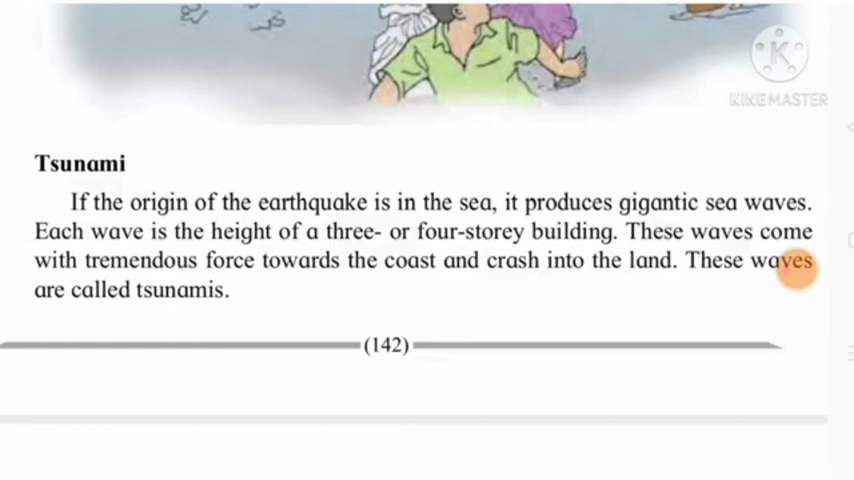 KINEMASTER
Tsunami
If the origin of the earthquake is in the sea, it produces gigantic sea waves.
Each wave is the height of a three- or four-storey building. These waves come
with tremendous force towards the coast and crash into the land. These waves
are called tsunamis.
(142)